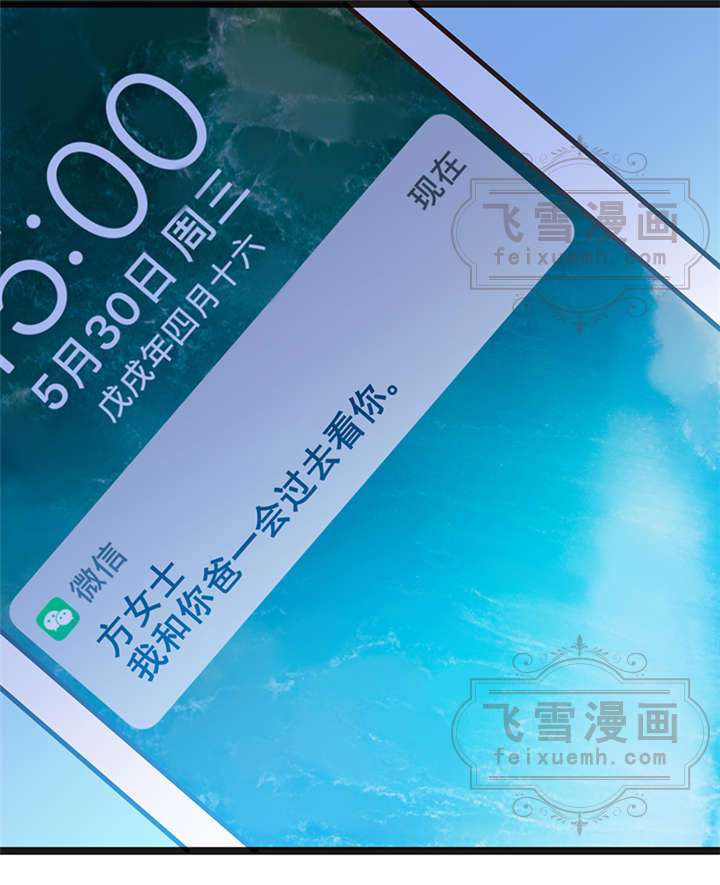 5:00
5月30日 周三
戊戌年四月十六
微信
现在
方女士
我和你爸一会过去看你。
飞雪漫画
feixuemh.com
飞雪漫画
feixuemh.com